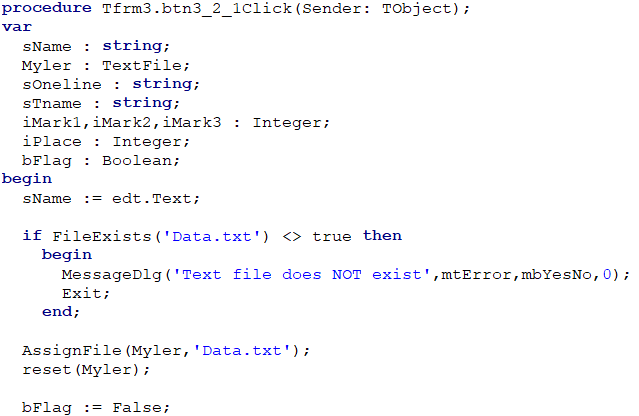 procedure Tfrm3.btn3_2_1Click(Sender: TObject);
var
sName : string;
Myler : TextFile;
sOneline : string;
sTname : string;
iMark1,iMark2,iMark3 : Integer;
iPlace : Integer;
bFlag : Boolean;
begin
sName := edt.Text;
if FileExists('Data.txt') <> true then
begin
MessageDlg('Text file does NOT exist',mtError,mbYesNo,0);
Exit;
end;
AssignFile(Myler,'Data.txt');
reset(Myler);
bFlag := False;